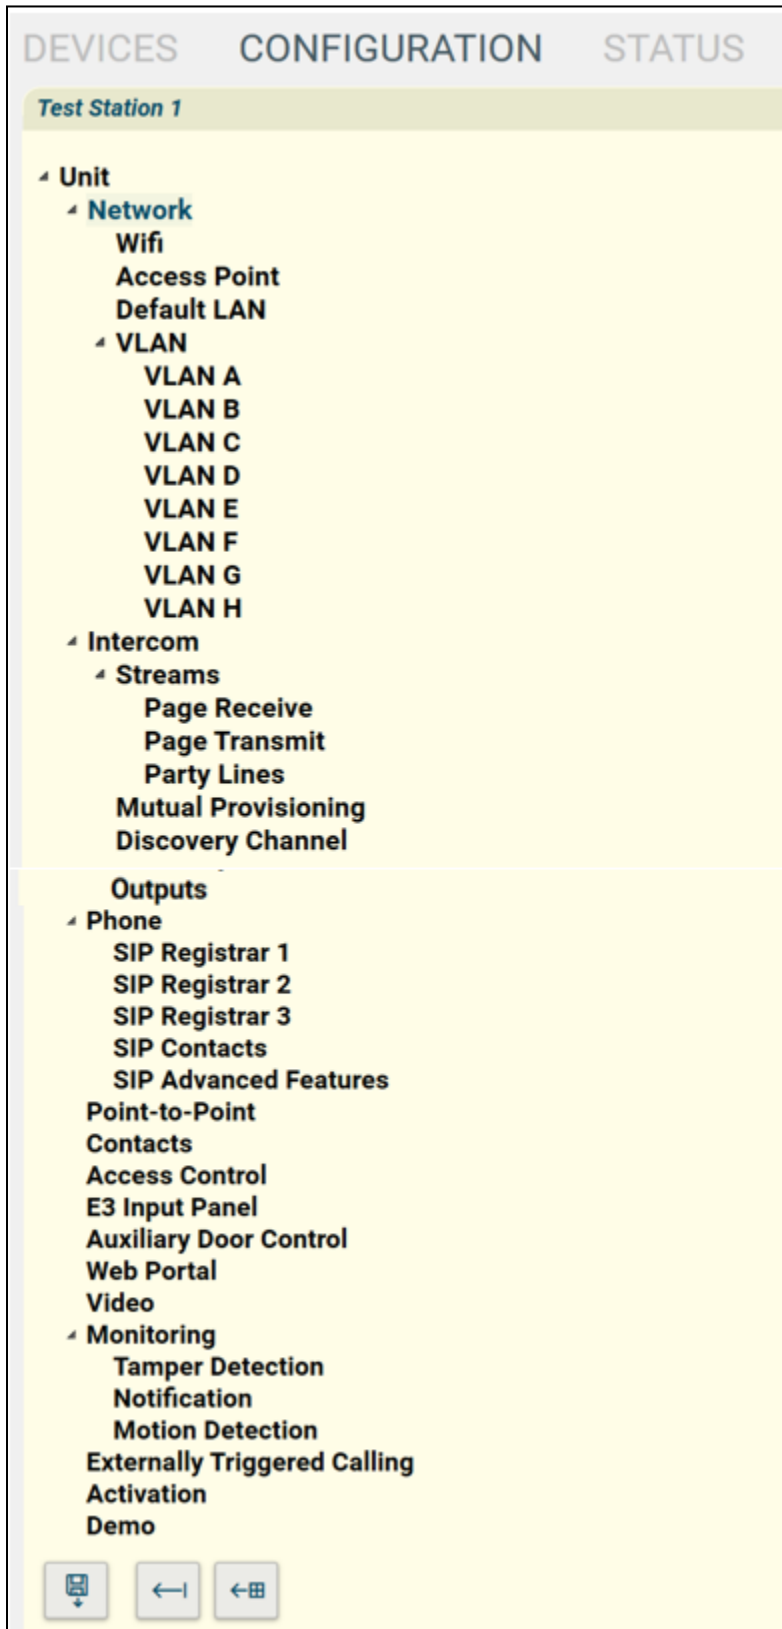 DEVICES CONFIGURATION STATUS
Test Station 1
Unit
Network
Wifi
Access Point
Default LAN
VLAN
VLAN A
VLAN B
VLAN C
VLAN D
VLAN E
VLAN F
VLAN G
VLAN H
Intercom
Streams
Page Receive
Page Transmit
Party Lines
Mutual Provisioning
Discovery Channel
Outputs
Phone
SIP Registrar 1
SIP Registrar 2
SIP Registrar 3
SIP Contacts
SIP Advanced Features
Point-to-Point
Contacts
Access Control
E3 Input Panel
Auxiliary Door Control
Web Portal
Video
Monitoring
Tamper Detection
Notification
Motion Detection
Externally Triggered Calling
Activation
Demo